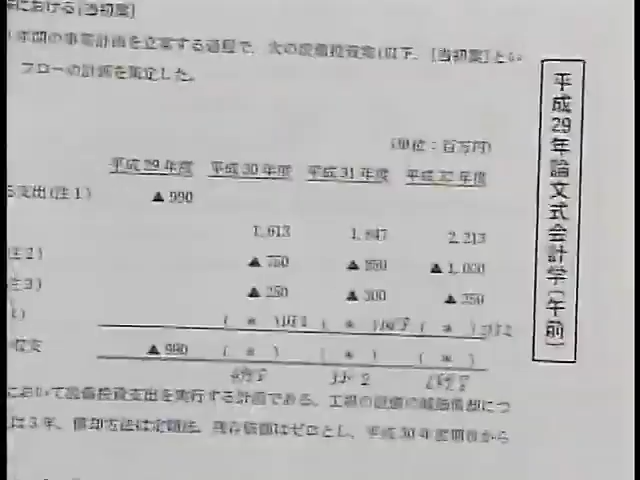 における[当初案]
年間の事業計画を立案する過程で、次の設備投資案(以下、[当初案]とい
フローの計画を策定した。
(単位：百万円)
平成29年度 平成30年度 平成31年度 平成32年度
支出(注1) ▲990
1,613 1,847 2,213
注2) ▲750 ▲850 ▲1,000
注3) ▲250 ▲300 ▲350
( * ) ( * ) ( * )
▲990 ( * ) ( * ) ( * )
において設備投資支出を実行する計画である。工場の設備の減価償却につ
は3年、償却方法は定額法、残存価額はゼロとし、平成30年度期首から
平成29年論文式会計学(午前)